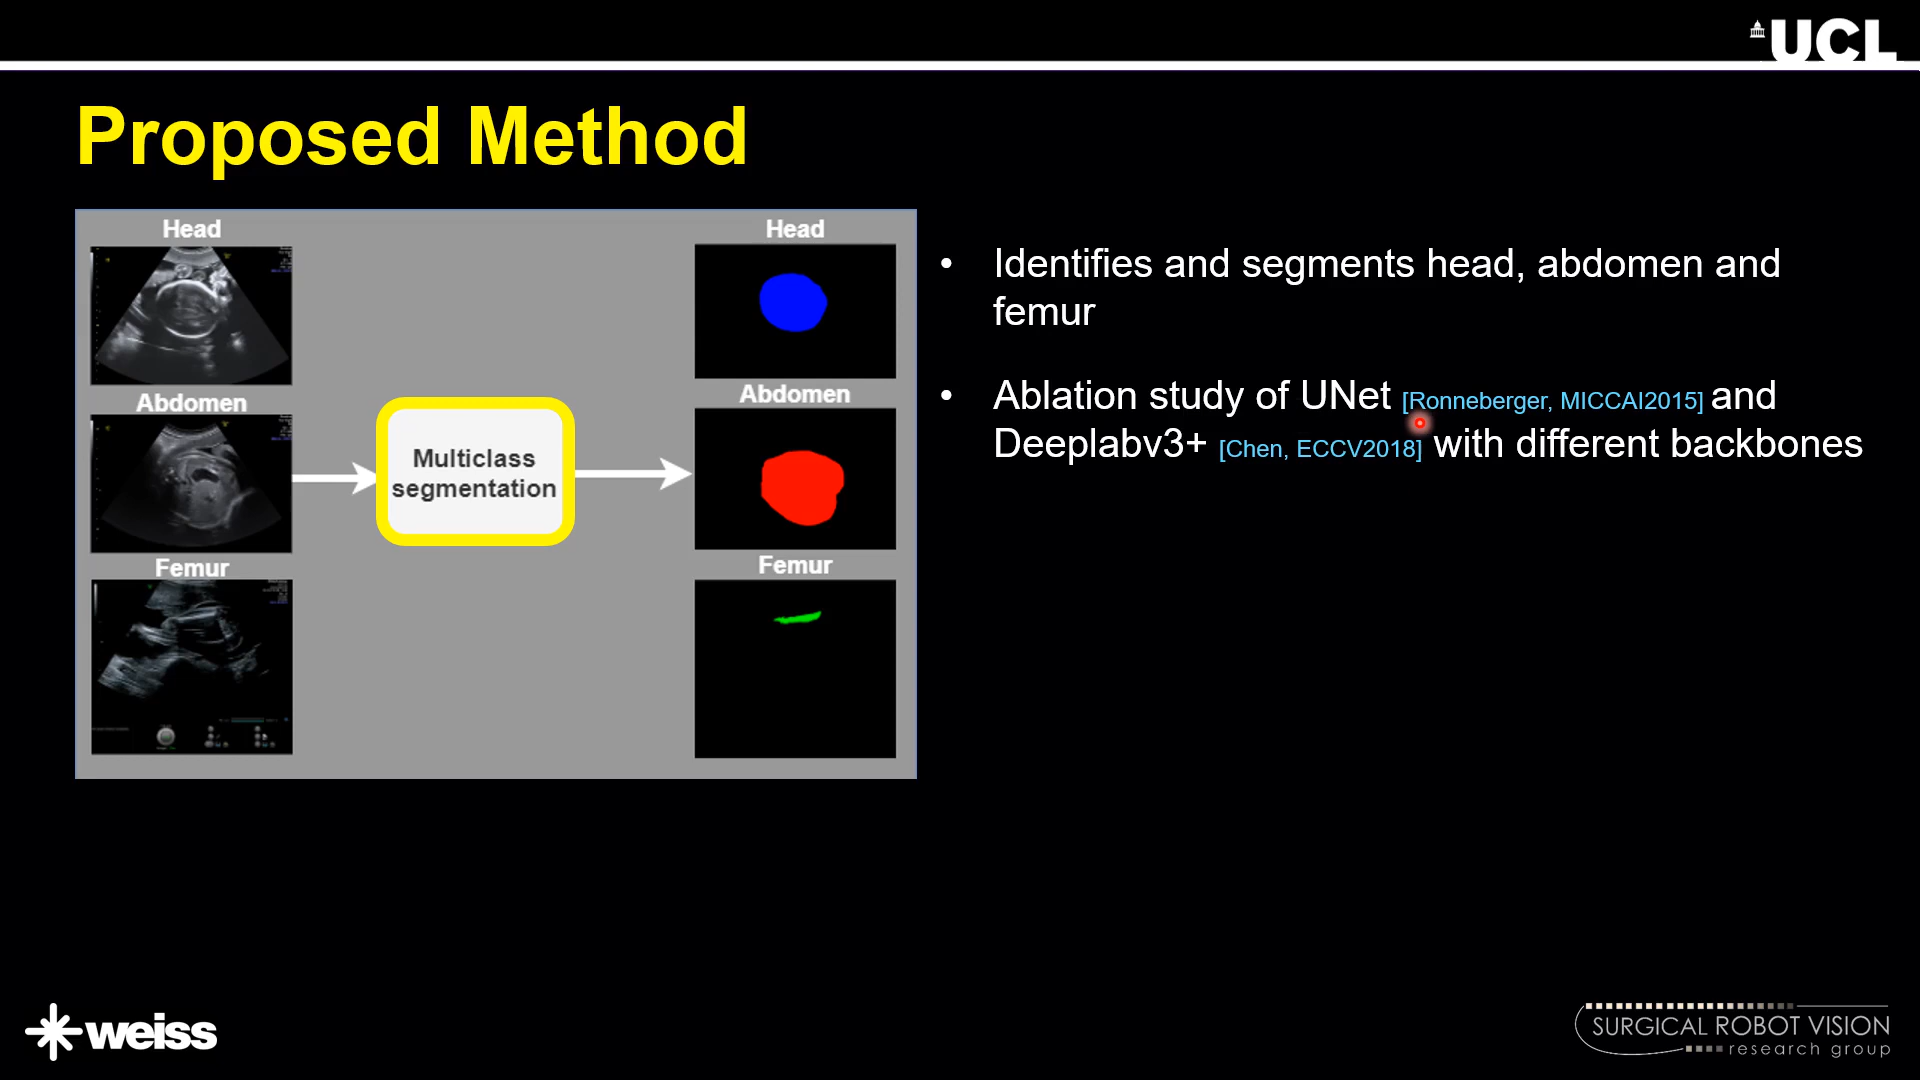 UCL
Proposed Method
Head
Abdomen
Femur
Multiclass
segmentation
Head
Abdomen
Femur
• Identifies and segments head, abdomen and
femur
• Ablation study of UNet [Ronneberger, MICCAI2015] and
Deeplabv3+ [Chen, ECCV2018] with different backbones
weiss
SURGICAL ROBOT VISION
research group